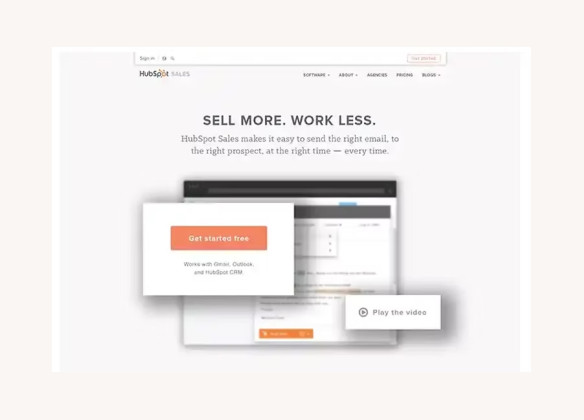 Sign in
Get started
HubSpot SALES
SOFTWARE ABOUT AGENCIES PRICING BLOGS
SELL MORE. WORK LESS.
HubSpot Sales makes it easy to send the right email, to
the right prospect, at the right time — every time.
Get started free
Works with Gmail, Outlook,
and HubSpot CRM
Play the video